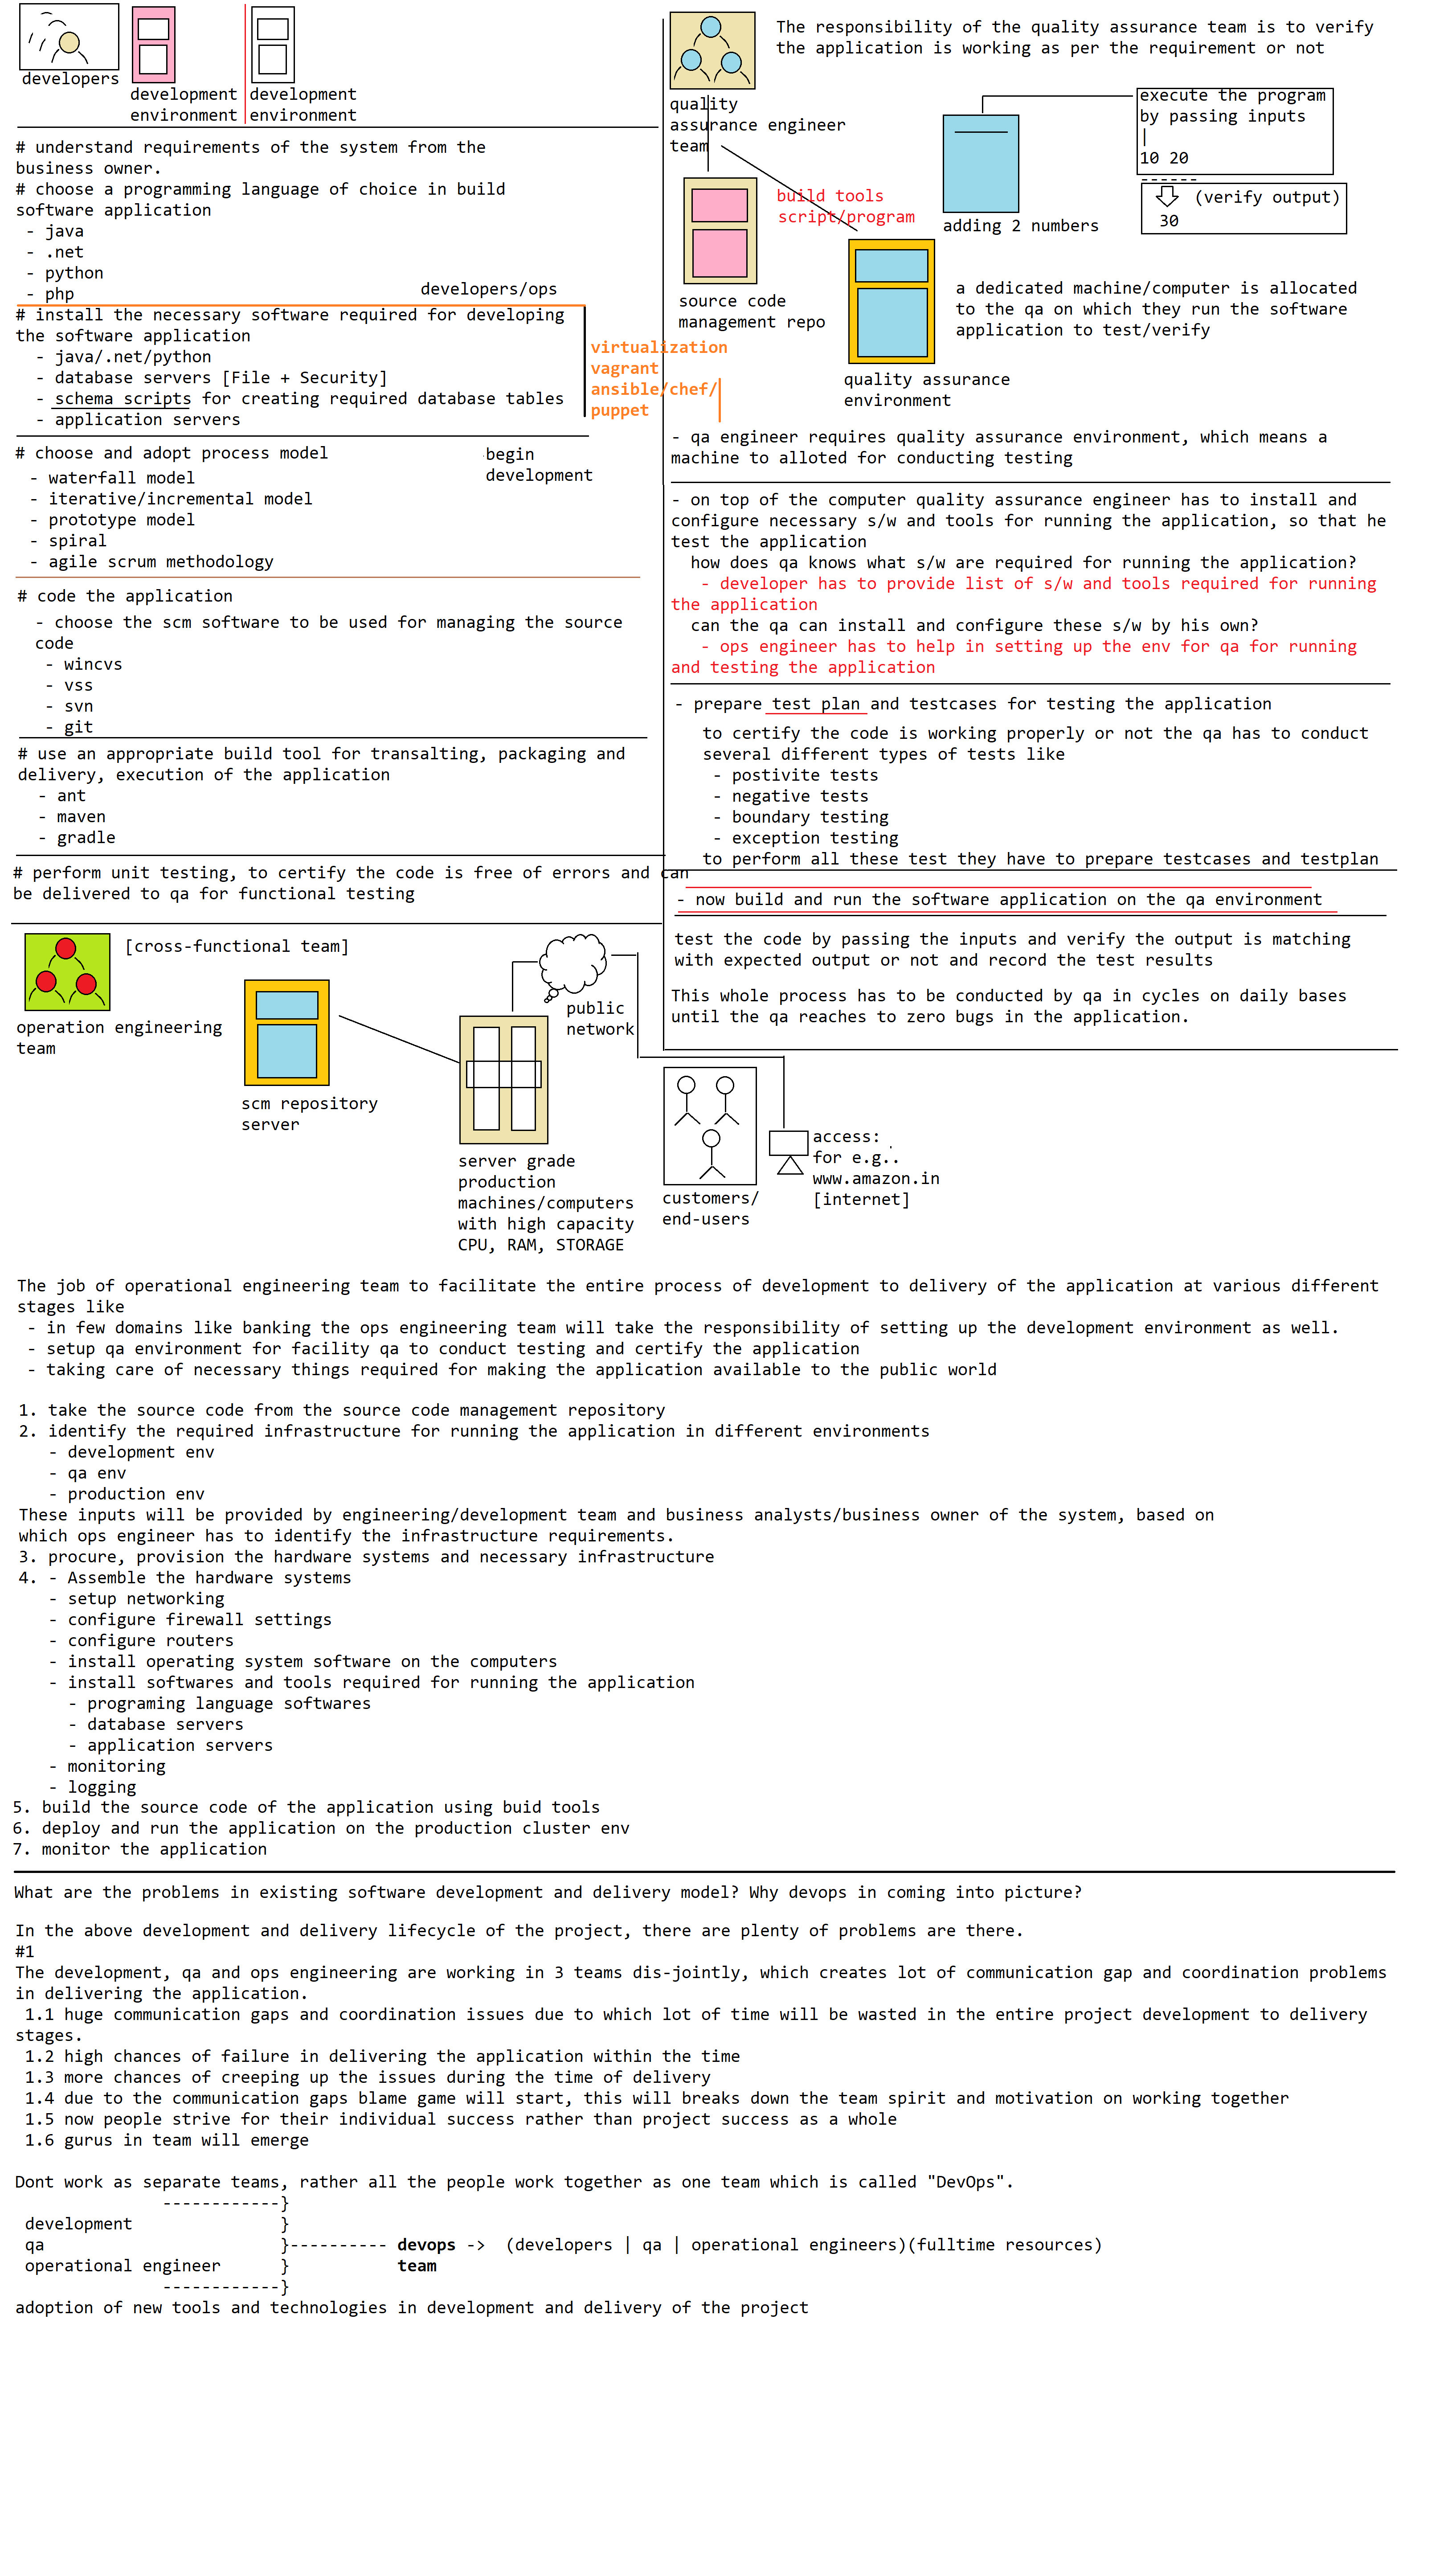 developers
development
environment
development
environment
# understand requirements of the system from the
business owner.
# choose a programming language of choice in build
software application
- java
- .net
- python
- php
developers/ops
# install the necessary software required for developing
the software application
- java/.net/python
- database servers [File + Security]
- schema scripts for creating required database tables
- application servers
virtualization
vagrant
ansible/chef/
puppet
# choose and adopt process model
begin
development
- waterfall model
- iterative/incremental model
- prototype model
- spiral
- agile scrum methodology
# code the application
- choose the scm software to be used for managing the source
code
- wincvs
- vss
- svn
- git
# use an appropriate build tool for transalting, packaging and
delivery, execution of the application
- ant
- maven
- gradle
# perform unit testing, to certify the code is free of errors and can
be delivered to qa for functional testing
The responsibility of the quality assurance team is to verify
the application is working as per the requirement or not
quality
assurance engineer
team
build tools
script/program
source code
management repo
adding 2 numbers
execute the program
by passing inputs
|
10 20
------
(verify output)
30
quality assurance
environment
a dedicated machine/computer is allocated
to the qa on which they run the software
application to test/verify
- qa engineer requires quality assurance environment, which means a
machine to alloted for conducting testing
- on top of the computer quality assurance engineer has to install and
configure necessary s/w and tools for running the application, so that he
test the application
how does qa knows what s/w are required for running the application?
- developer has to provide list of s/w and tools required for running
the application
can the qa can install and configure these s/w by his own?
- ops engineer has to help in setting up the env for qa for running
and testing the application
- prepare test plan and testcases for testing the application
to certify the code is working properly or not the qa has to conduct
several different types of tests like
- postivite tests
- negative tests
- boundary testing
- exception testing
to perform all these test they have to prepare testcases and testplan
- now build and run the software application on the qa environment
test the code by passing the inputs and verify the output is matching
with expected output or not and record the test results
This whole process has to be conducted by qa in cycles on daily bases
until the qa reaches to zero bugs in the application.
[cross-functional team]
operation engineering
team
scm repository
server
public
network
server grade
production
machines/computers
with high capacity
CPU, RAM, STORAGE
customers/
end-users
access:
for e.g..
www.amazon.in
[internet]
The job of operational engineering team to facilitate the entire process of development to delivery of the application at various different
stages like
- in few domains like banking the ops engineering team will take the responsibility of setting up the development environment as well.
- setup qa environment for facility qa to conduct testing and certify the application
- taking care of necessary things required for making the application available to the public world
1. take the source code from the source code management repository
2. identify the required infrastructure for running the application in different environments
- development env
- qa env
- production env
These inputs will be provided by engineering/development team and business analysts/business owner of the system, based on
which ops engineer has to identify the infrastructure requirements.
3. procure, provision the hardware systems and necessary infrastructure
4. - Assemble the hardware systems
- setup networking
- configure firewall settings
- configure routers
- install operating system software on the computers
- install softwares and tools required for running the application
- programing language softwares
- database servers
- application servers
- monitoring
- logging
5. build the source code of the application using buid tools
6. deploy and run the application on the production cluster env
7. monitor the application
What are the problems in existing software development and delivery model? Why devops in coming into picture?
In the above development and delivery lifecycle of the project, there are plenty of problems are there.
#1
The development, qa and ops engineering are working in 3 teams dis-jointly, which creates lot of communication gap and coordination problems
in delivering the application.
1.1 huge communication gaps and coordination issues due to which lot of time will be wasted in the entire project development to delivery
stages.
1.2 high chances of failure in delivering the application within the time
1.3 more chances of creeping up the issues during the time of delivery
1.4 due to the communication gaps blame game will start, this will breaks down the team spirit and motivation on working together
1.5 now people strive for their individual success rather than project success as a whole
1.6 gurus in team will emerge
Dont work as separate teams, rather all the people work together as one team which is called "DevOps".
------------}
development }
qa }---------- devops -> (developers | qa | operational engineers)(fulltime resources)
operational engineer } team
------------}
adoption of new tools and technologies in development and delivery of the project